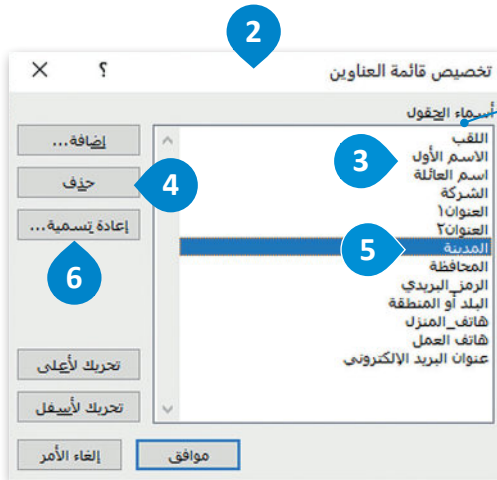 2
تخصيص قائمة العناوين
؟
×
أسماء الحقول
اللقب
الاسم الأول
اسم العائلة
الشركة
العنوان١
العنوان٢
المدينة
المحافظة
الرمز_البريدي
البلد أو المنطقة
هاتف_المنزل
هاتف العمل
عنوان البريد الإلكتروني
3
5
إضافة...
حذف
4
إعادة تسمية...
6
تحريك لأعلى
تحريك لأسفل
موافق
إلغاء الأمر